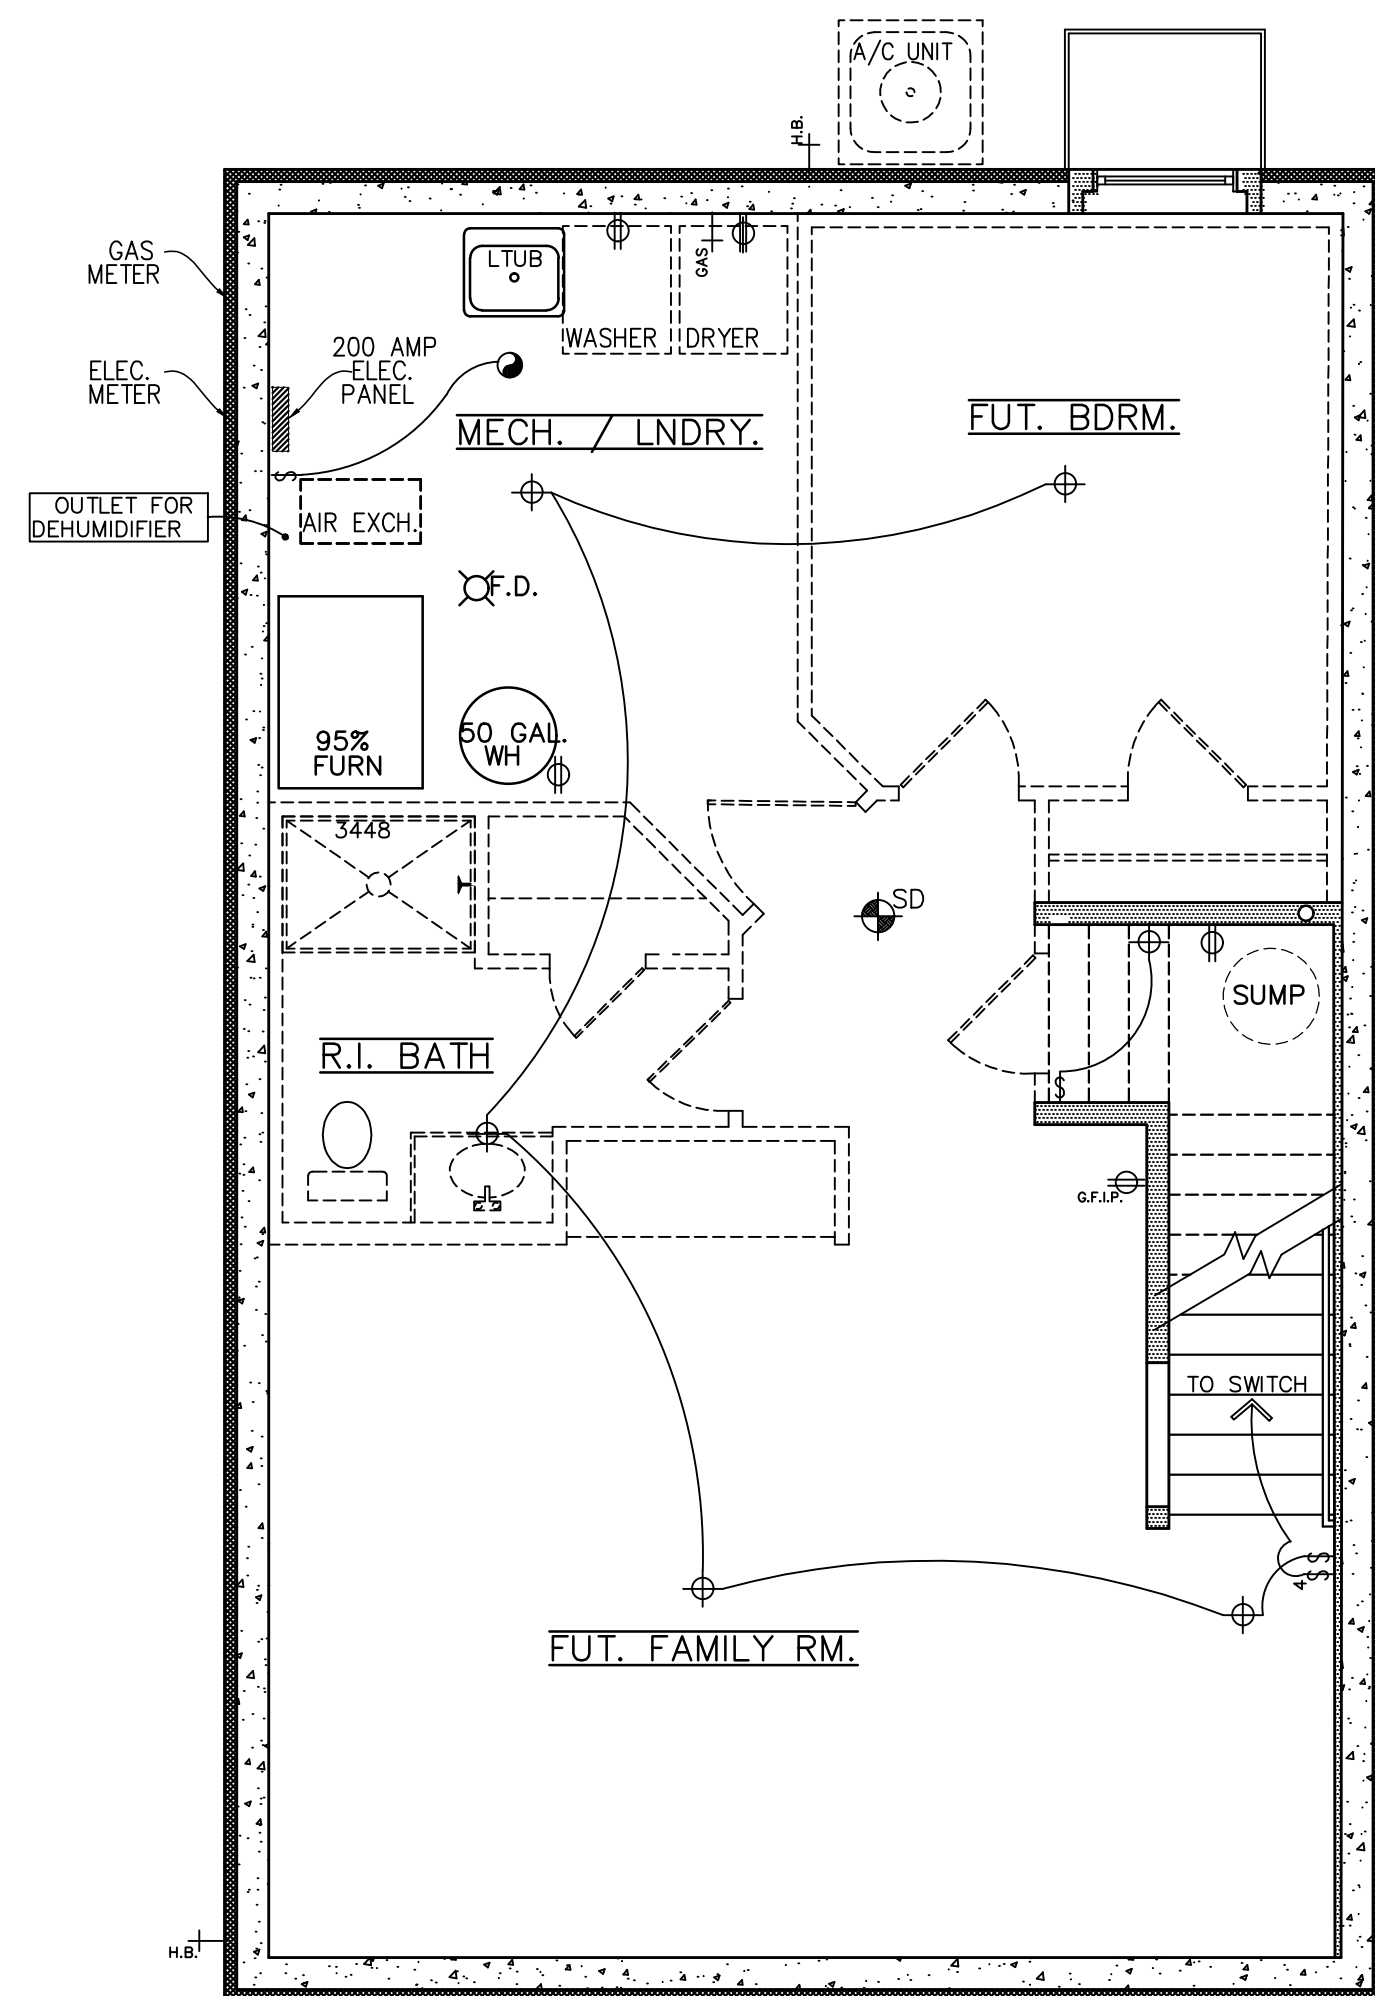 A/C UNIT
H.B.
GAS
METER
LTUB
GAS
WASHER
DRYER
200 AMP
ELEC.
PANEL
ELEC.
METER
MECH. / LNDRY.
FUT. BDRM.
S
OUTLET FOR
DEHUMIDIFIER
AIR EXCH.
F.D.
95%
FURN
50 GAL.
WH
3448
SD
SUMP
R.I. BATH
S
G.F.I.P.
TO SWITCH
S
S
4
FUT. FAMILY RM.
H.B.